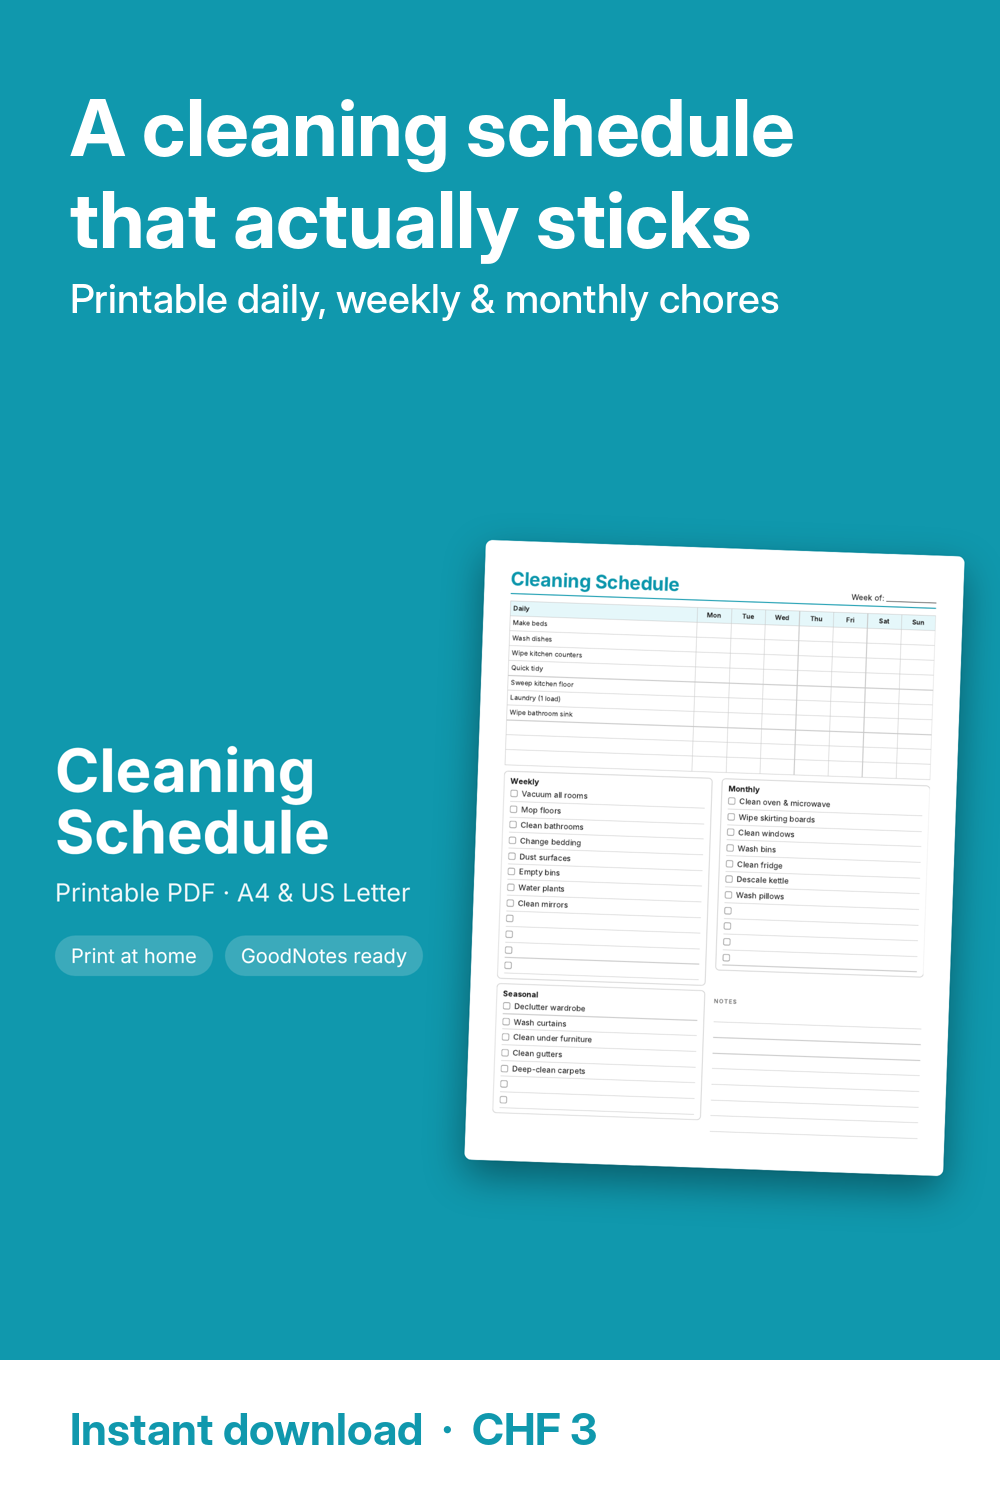 A cleaning schedule
that actually sticks
Printable daily, weekly & monthly chores
Cleaning Schedule
Week of:
Daily Mon Tue Wed Thu Fri Sat Sun
Make beds
Wash dishes
Wipe kitchen counters
Quick tidy
Sweep kitchen floor
Laundry (1 load)
Wipe bathroom sink
Weekly
Vacuum all rooms
Mop floors
Clean bathrooms
Change bedding
Dust surfaces
Empty bins
Water plants
Clean mirrors
Monthly
Clean oven & microwave
Wipe skirting boards
Clean windows
Wash bins
Clean fridge
Descale kettle
Wash pillows
Seasonal
Declutter wardrobe
Wash curtains
Clean under furniture
Clean gutters
Deep-clean carpets
NOTES
Cleaning
Schedule
Printable PDF · A4 & US Letter
Print at home
GoodNotes ready
Instant download · CHF 3